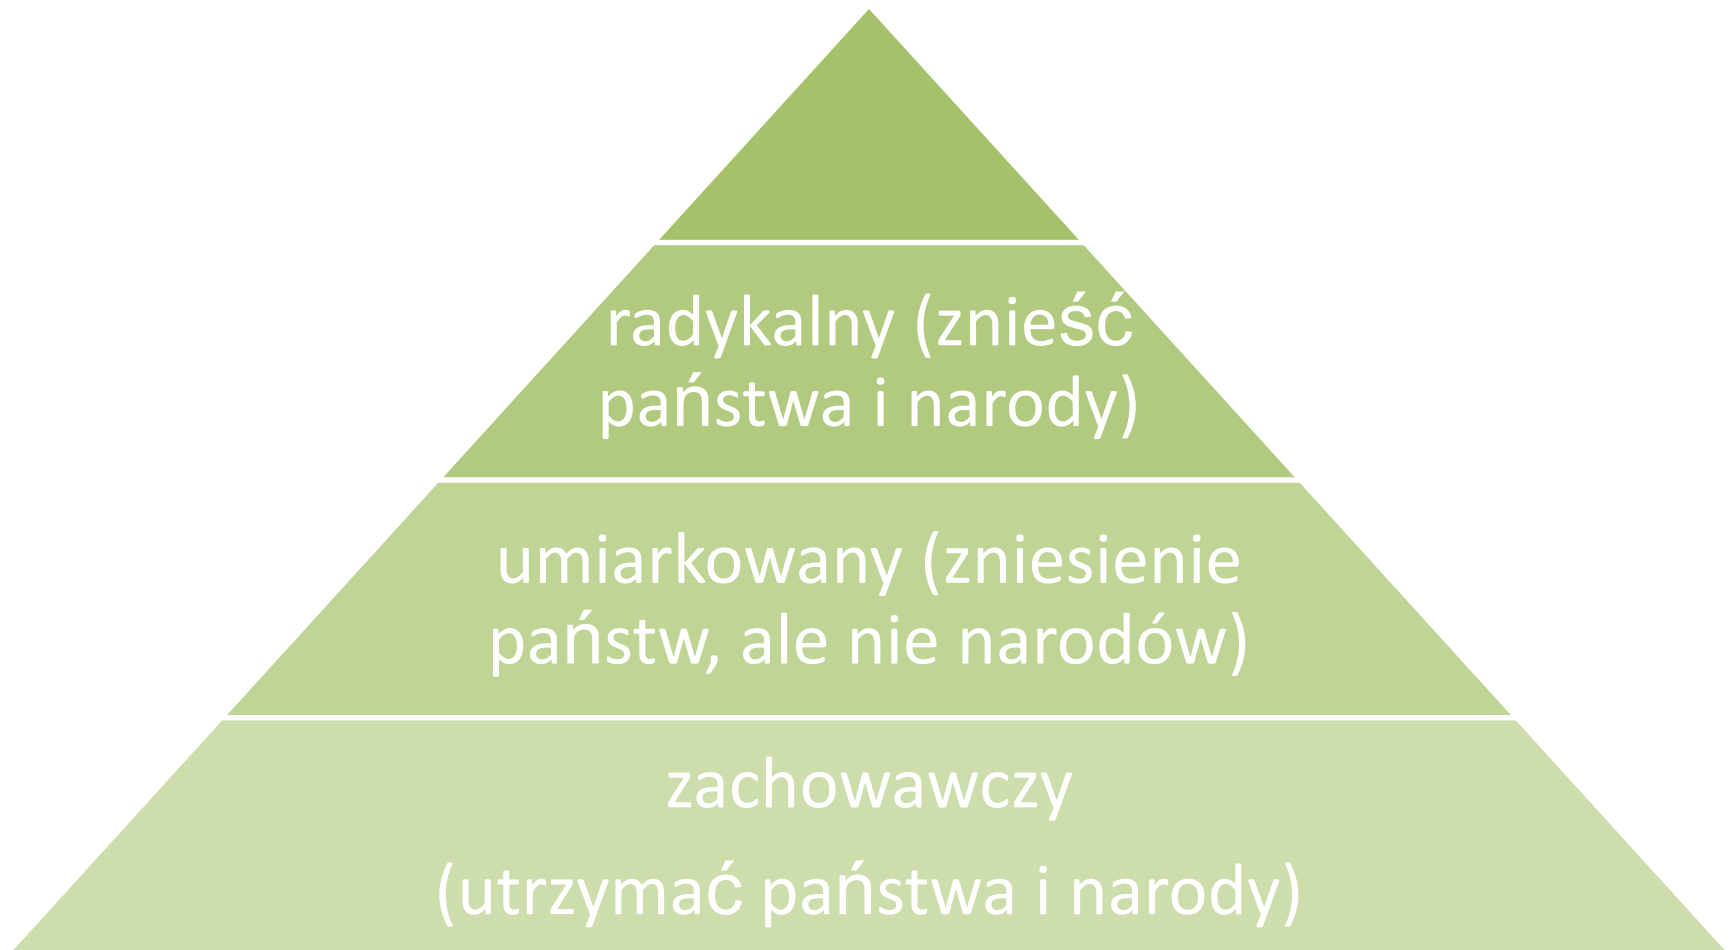 radykalny (znieść
państwa i narody)
umiarkowany (zniesienie
państw, ale nie narodów)
zachowawczy
(utrzymać państwa i narody)